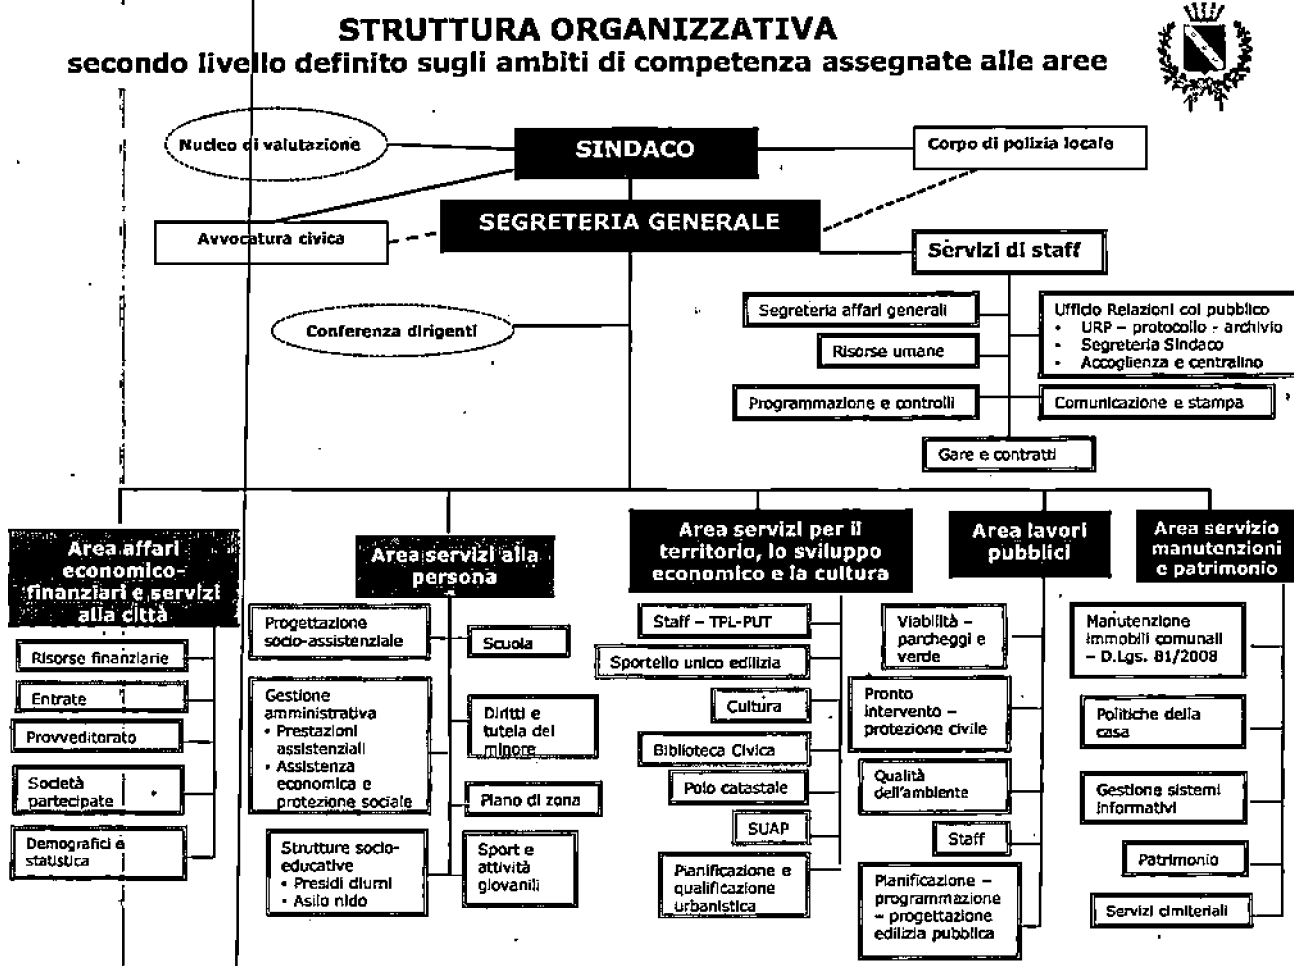 STRUTTURA ORGANIZZATIVA
secondo livello definito sugli ambiti di competenza assegnate alle aree
Nucleo di valutazione
SINDACO
Corpo di polizia locale
Avvocatura civica
SEGRETERIA GENERALE
Servizi di staff
Conferenza dirigenti
Segreteria affari generali
Risorse umane
Programmazione e controlli
Ufficio Relazioni col pubblico
• URP – protocollo - archivio
• Segreteria Sindaco
• Accoglienza e centralino
Comunicazione e stampa
Gare e contratti
Area affari
economico-
finanziari e servizi
alla città
Risorse finanziarie
Entrate
Provveditorato
Società
partecipate
Demografici e
statistica
Area servizi alla
persona
Progettazione
socio-assistenziale
Scuola
Gestione
amministrativa
• Prestazioni
assistenziali
• Assistenza
economica e
protezione sociale
Diritti e
tutela del
minore
Piano di zona
Strutture socio-
educative
• Presidi diurni
• Asilo nido
Sport e
attività
giovanili
Area servizi per il
territorio, lo sviluppo
economico e la cultura
Staff – TPL-PUT
Sportello unico edilizia
Cultura
Biblioteca Civica
Polo catastale
SUAP
Pianificazione e
qualificazione
urbanistica
Area lavori
pubblici
Viabilità –
parcheggi e
verde
Pronto
intervento –
protezione civile
Qualità
dell'ambiente
Staff
Pianificazione –
programmazione
– progettazione
edilizia pubblica
Area servizio
manutenzioni
e patrimonio
Manutenzione
immobili comunali
– D.Lgs. 81/2008
Politiche della
casa
Gestione sistemi
informativi
Patrimonio
Servizi cimiteriali